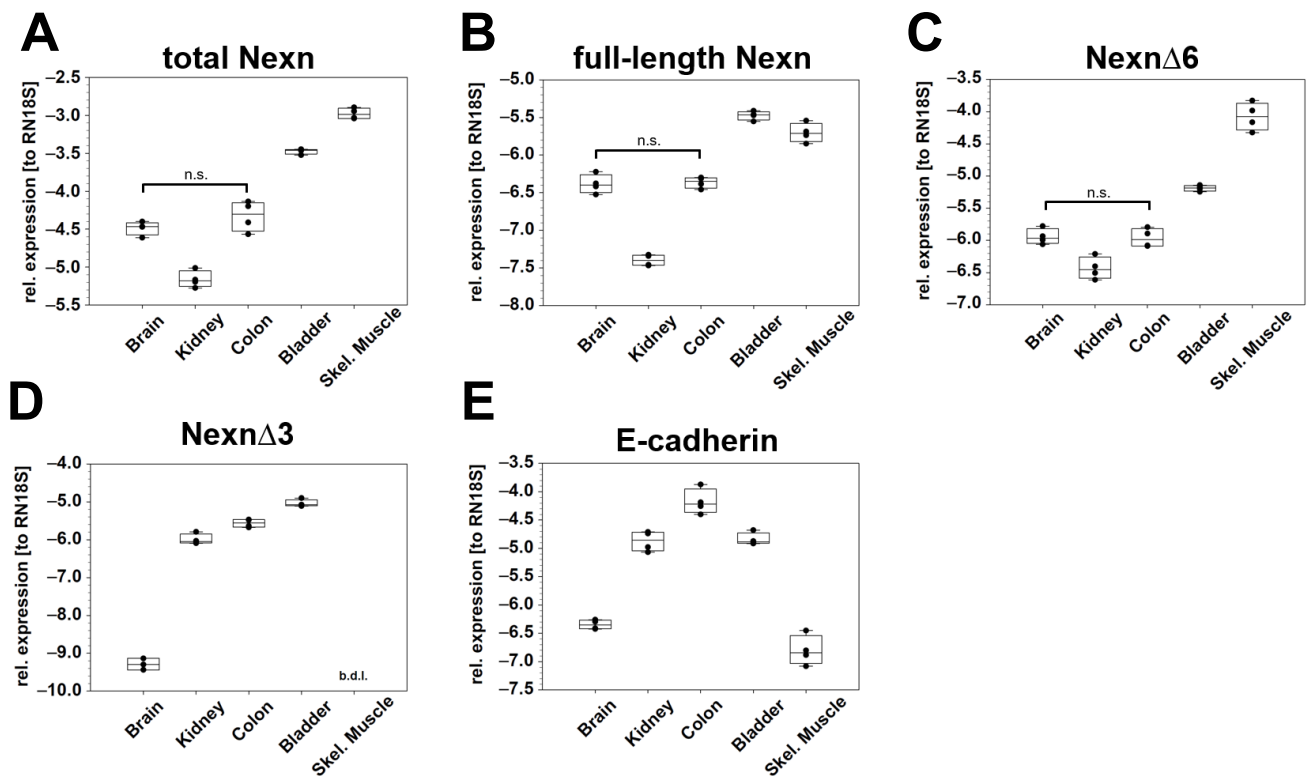 A
total Nexn
rel. expression [to RN18S]
−2.5
−3.0
−3.5
−4.0
−4.5
−5.0
−5.5
n.s.
Brain
Kidney
Colon
Bladder
Skel. Muscle
B
full-length Nexn
rel. expression [to RN18S]
−5.0
−5.5
−6.0
−6.5
−7.0
−7.5
−8.0
n.s.
Brain
Kidney
Colon
Bladder
Skel. Muscle
C
Nexn∆6
rel. expression [to RN18S]
−3.5
−4.0
−4.5
−5.0
−5.5
−6.0
−6.5
−7.0
n.s.
Brain
Kidney
Colon
Bladder
Skel. Muscle
D
Nexn∆3
rel. expression [to RN18S]
−4.0
−5.0
−6.0
−7.0
−8.0
−9.0
−10.0
b.d.l.
Brain
Kidney
Colon
Bladder
Skel. Muscle
E
E-cadherin
rel. expression [to RN18S]
−3.5
−4.0
−4.5
−5.0
−5.5
−6.0
−6.5
−7.0
−7.5
Brain
Kidney
Colon
Bladder
Skel. Muscle